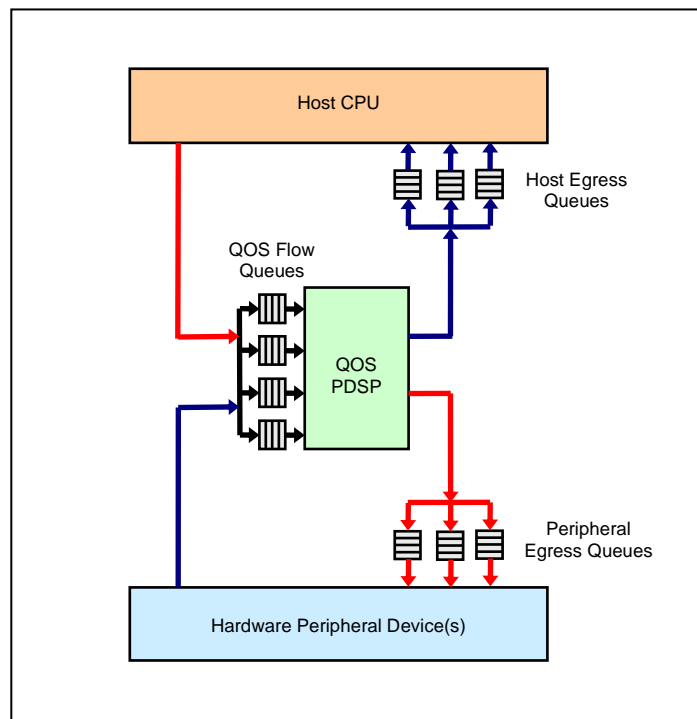 Host CPU
Host Egress
Queues
QOS Flow
Queues
QOS
PDSP
Peripheral
Egress Queues
Hardware Peripheral Device(s)